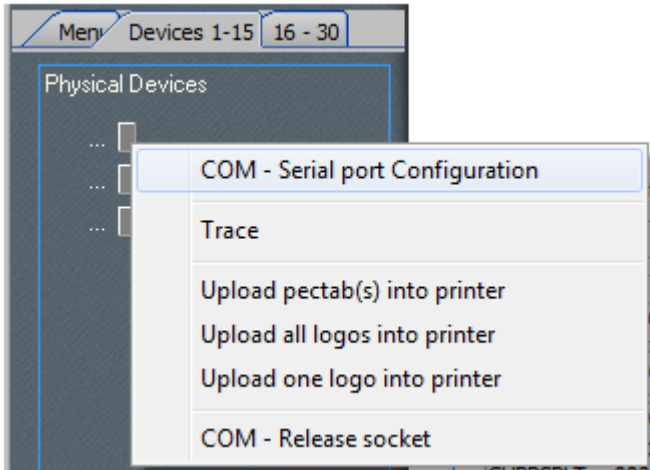 Menu Devices 1-15 16 - 30
Physical Devices
...
COM - Serial port Configuration
...
...
Trace
Upload pectab(s) into printer
Upload all logos into printer
Upload one logo into printer
COM - Release socket